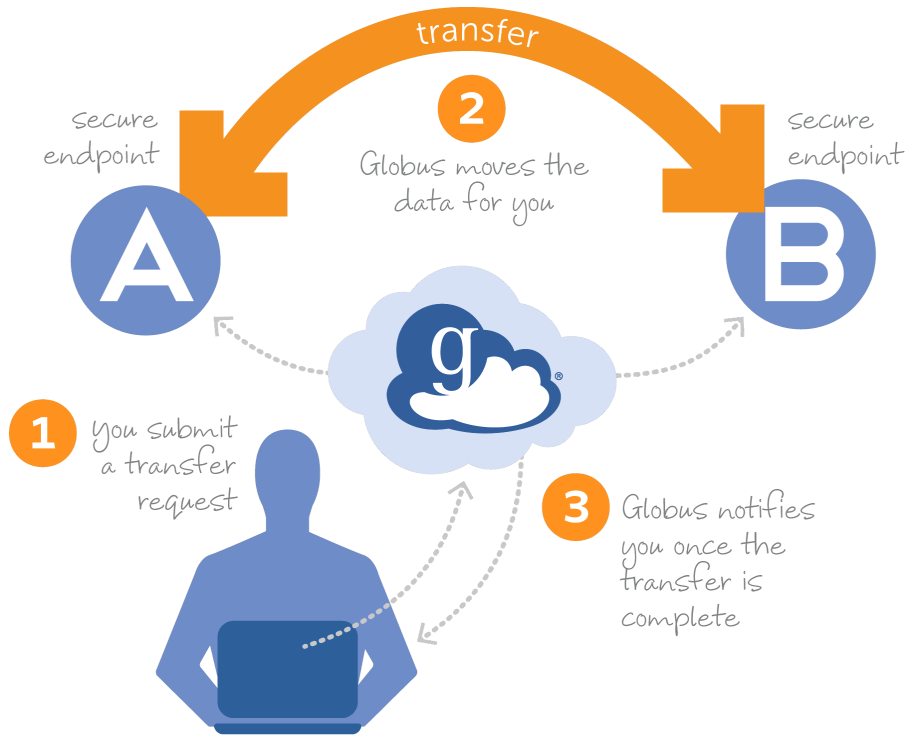 transfer
2
secure
endpoint
Globus moves the
data for you
secure
endpoint
A
B
g
®
1
you submit
a transfer
request
3
Globus notifies
you once the
transfer is
complete